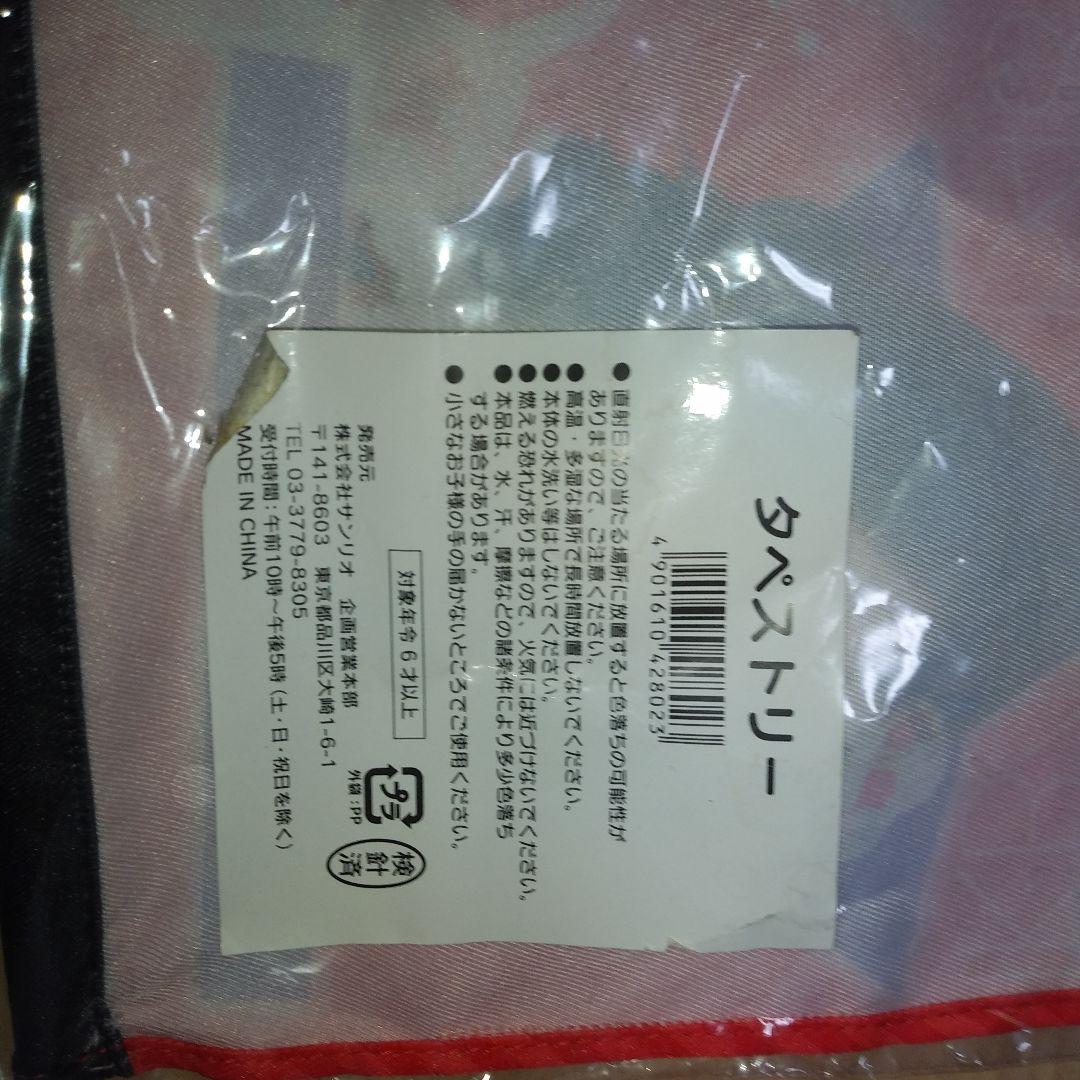 タペストリー
4 901610 428023
●直射日光の当たる場所に放置すると色落ちの可能性が
ありますので、ご注意ください。
●高温・多湿な場所で長時間放置しないでください。
●本体の水洗い等はしないでください。
●燃える恐れがありますので、火気には近づけないでください。
●本品は、水、汗、摩擦などの諸条件により多少色落ち
する場合があります。
●小さなお子様の手の届かないところでご使用ください。
対象年令6才以上
プラ
外袋:PP
検針済
発売元
株式会社サンリオ 企画営業本部
〒141-8603 東京都品川区大崎1-6-1
TEL 03-3779-8305
受付時間:午前10時~午後5時(土・日・祝日を除く)
MADE IN CHINA